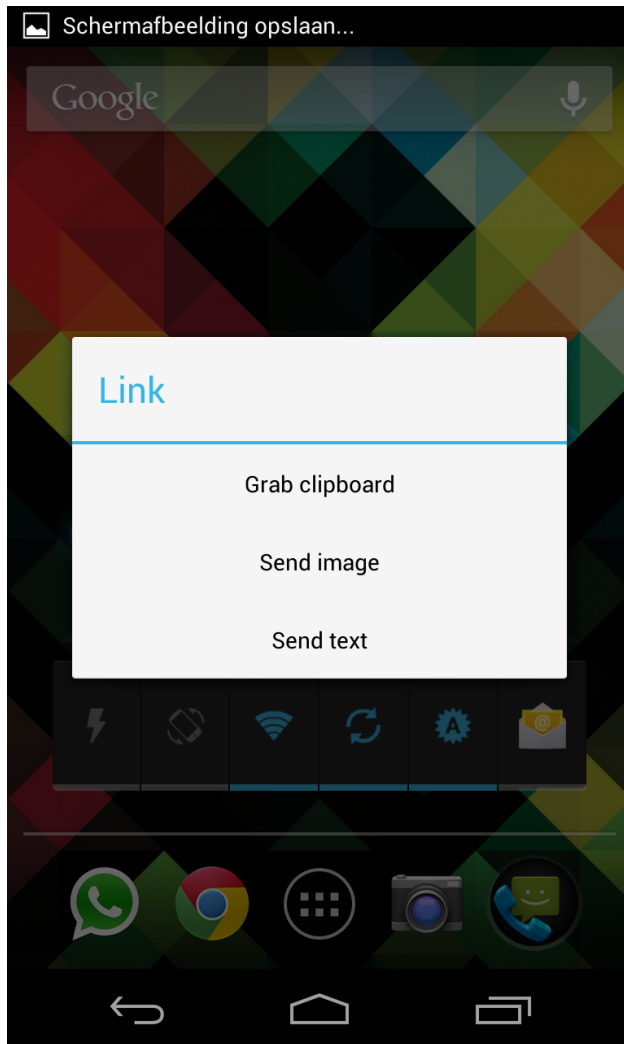 Schermafbeelding opslaan...
Google
Link
Grab clipboard
Send image
Send text
A
@